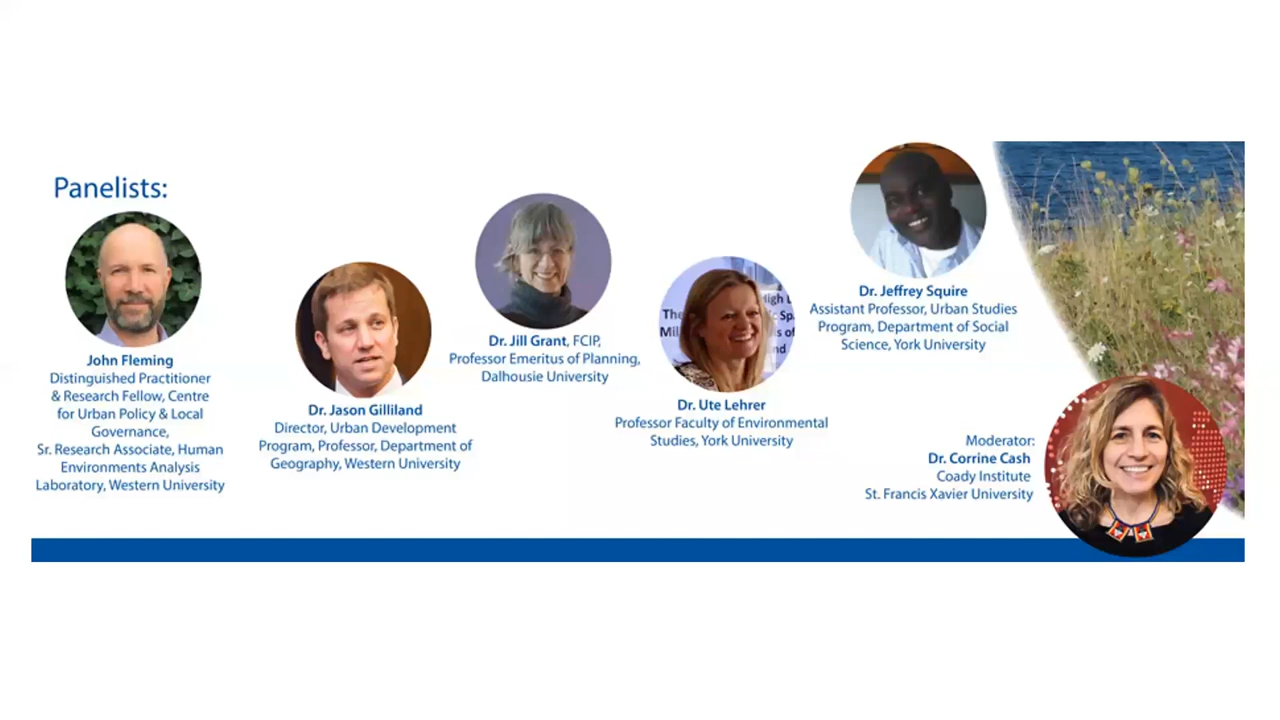 Panelists:
John Fleming
Distinguished Practitioner
& Research Fellow, Centre
for Urban Policy & Local
Governance,
Sr. Research Associate, Human
Environments Analysis
Laboratory, Western University
Dr. Jason Gilliland
Director, Urban Development
Program, Professor, Department of
Geography, Western University
Dr. Jill Grant, FCIP,
Professor Emeritus of Planning,
Dalhousie University
Dr. Ute Lehrer
Professor Faculty of Environmental
Studies, York University
Dr. Jeffrey Squire
Assistant Professor, Urban Studies
Program, Department of Social
Science, York University
Moderator:
Dr. Corrine Cash
Coady Institute
St. Francis Xavier University